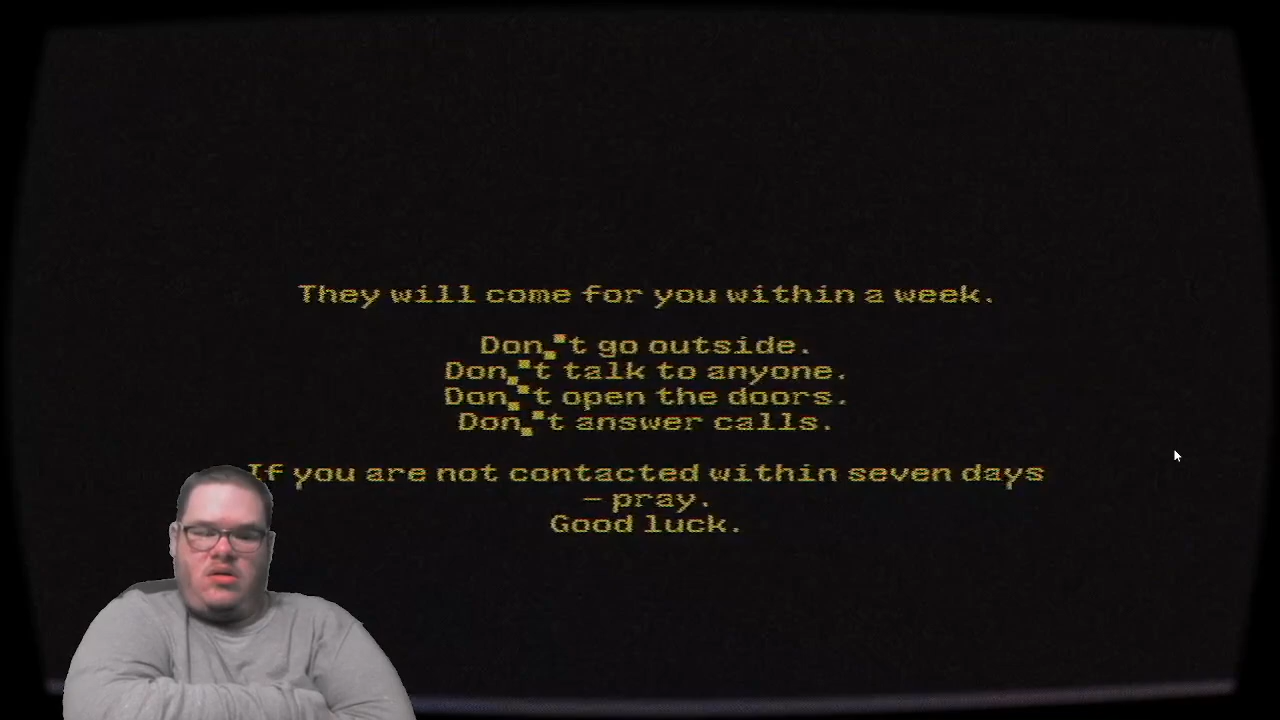 They will come for you within a week.
Don„"t go outside.
Don„"t talk to anyone.
Don„"t open the doors.
Don„"t answer calls.
If you are not contacted within seven days
— pray.
Good luck.